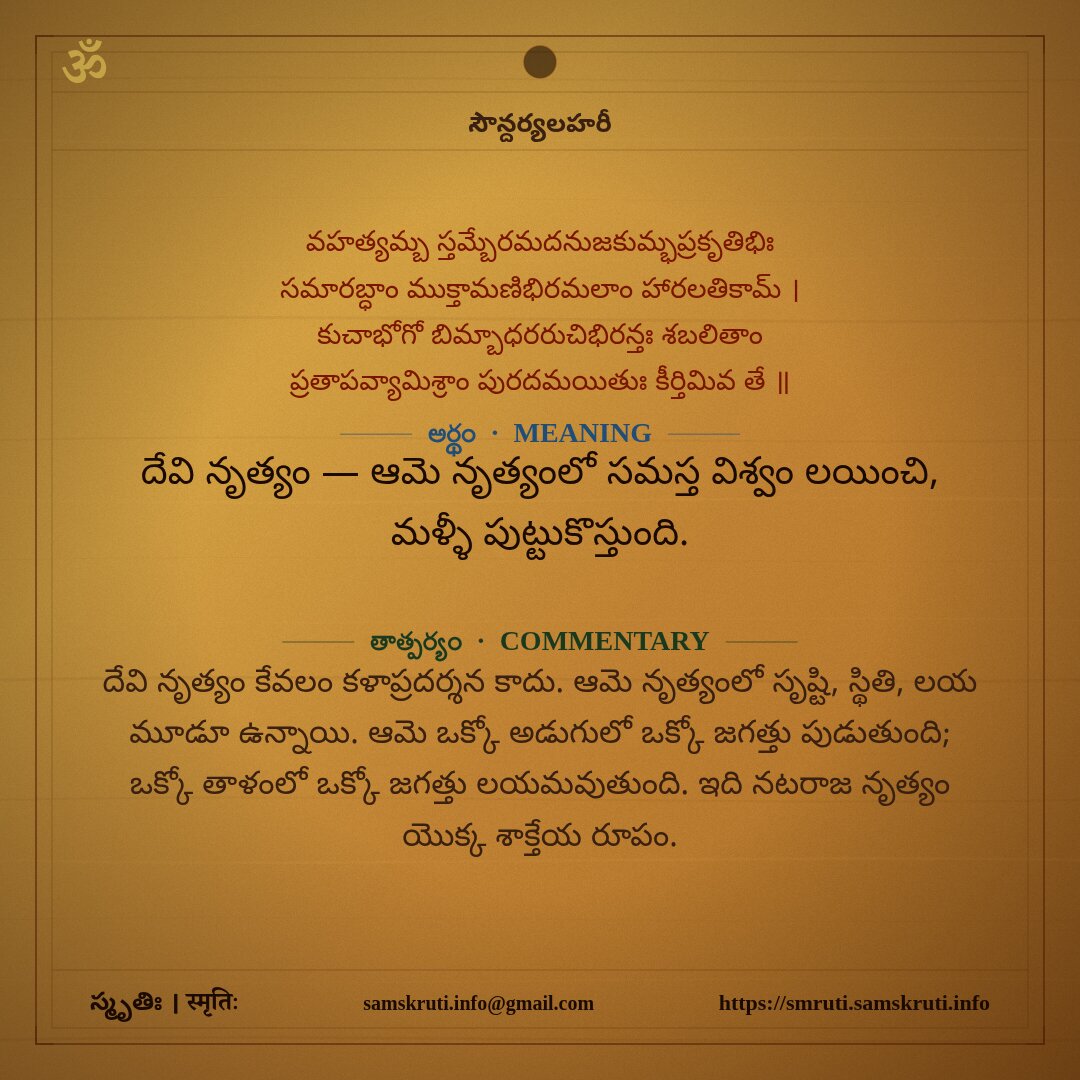 ॐ
సౌన్దర్యలహరీ
వహత్యమ్బ స్తమ్బేరమదనుజకుమ్భప్రకృతిభిః
సమారబ్ధాం ముక్తామణిభిరమలాం హారలతికామ్ ।
కుచాభోగో బిమ్బాధరరుచిభిరన్తః శబలితాం
ప్రతాపవ్యామిశ్రాం పురదమయితుః కీర్తిమివ తే ॥
అర్థం · MEANING
దేవి నృత్యం — ఆమె నృత్యంలో సమస్త విశ్వం లయించి,
మళ్ళీ పుట్టుకొస్తుంది.
తాత్పర్యం · COMMENTARY
దేవి నృత్యం కేవలం కళాప్రదర్శన కాదు. ఆమె నృత్యంలో సృష్టి, స్థితి, లయ
మూడూ ఉన్నాయి. ఆమె ఒక్కో అడుగులో ఒక్కో జగత్తు పుడుతుంది;
ఒక్కో తాళంలో ఒక్కో జగత్తు లయమవుతుంది. ఇది నటరాజ నృత్యం
యొక్క శాక్తేయ రూపం.
స్మృతిః | स्मृतिः samskruti.info@gmail.com https://smruti.samskruti.info